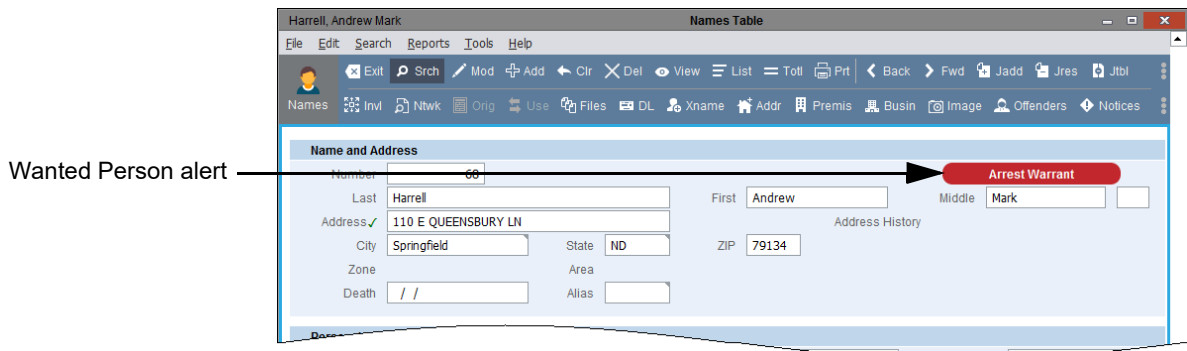 Harrell, Andrew Mark Names Table
File Edit Search Reports Tools Help
Exit Srch Mod Add Clr Del View List Totl Prt Back Fwd Jadd Jres Jtbl
Names Invl Ntwk Orig Use Files DL Xname Addr Premis Busin Image Offenders Notices
Name and Address
Wanted Person alert
Number 68 Arrest Warrant
Last Harrell First Andrew Middle Mark
Address 110 E QUEENSBURY LN Address History
City Springfield State ND ZIP 79134
Zone Area
Death / / Alias